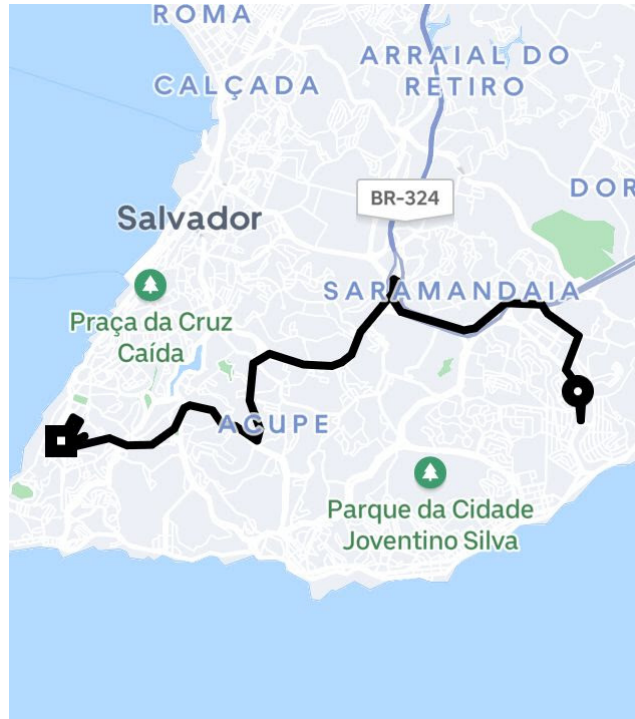 ROMA
ARRAIAL DO
RETIRO
CALÇADA
BR-324
DOR
Salvador
SARAMANDAIA
Praça da Cruz
Caída
ACUPE
Parque da Cidade
Joventino Silva